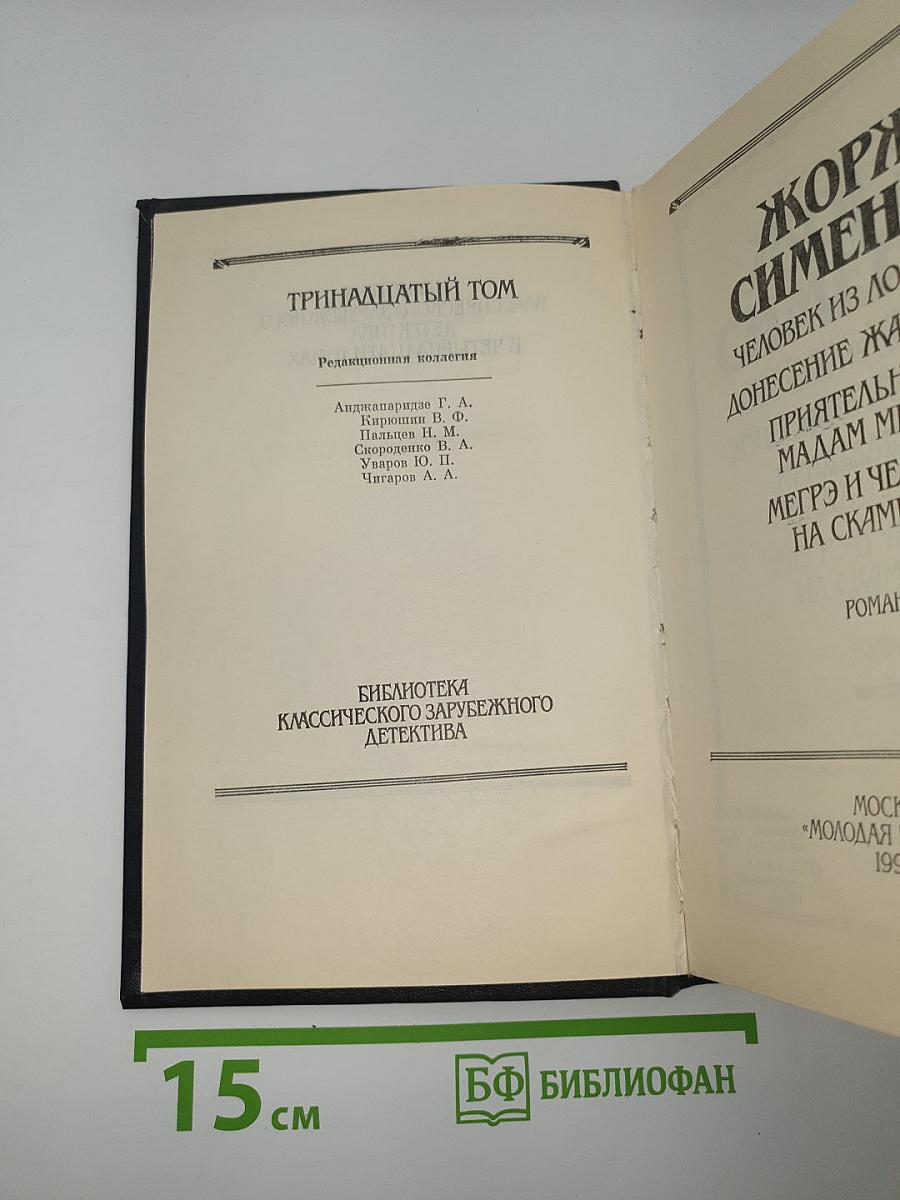 ТРИНАДЦАТЫЙ ТОМ
Редакционная коллегия
Анджапаридзе Г. А.
Кирюшин В. Ф.
Пальцев Н. М.
Скороденко В. А.
Уваров Ю. П.
Чигаров А. А.
БИБЛИОТЕКА
КЛАССИЧЕСКОГО ЗАРУБЕЖНОГО
ДЕТЕКТИВА
ЖОРЖ
СИМЕН
ЧЕЛОВЕК ИЗ ЛО
ДОНЕСЕНИЕ ЖА
ПРИЯТЕЛЬН
МАДАМ МЕ
МЕГРЭ И ЧЕ
НА СКАМ
РОМАН
МОСК
«МОЛОДАЯ
199
15 см
БФ БИБЛИОФАН